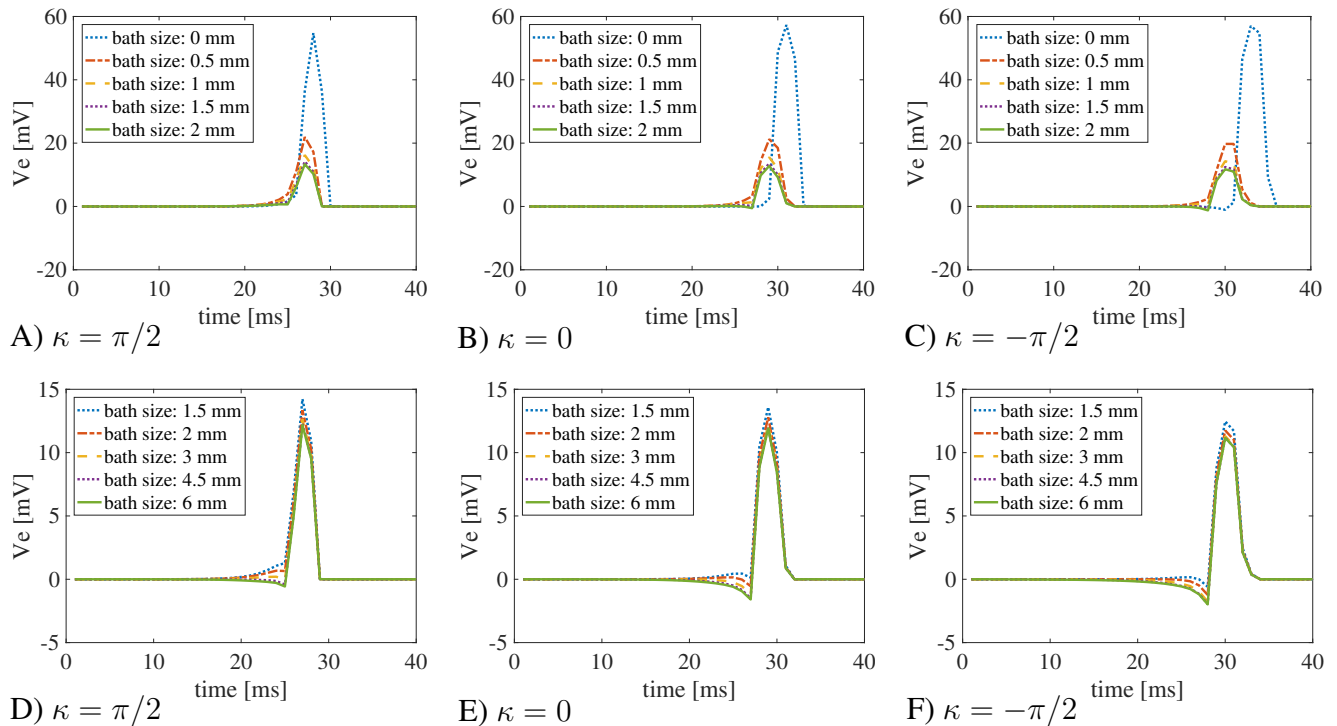 60
40
20
0
-20
Ve [mV]
bath size: 0 mm
bath size: 0.5 mm
bath size: 1 mm
bath size: 1.5 mm
bath size: 2 mm
0 10 20 30 40
time [ms]
A) κ = π/2
60
40
20
0
-20
Ve [mV]
bath size: 0 mm
bath size: 0.5 mm
bath size: 1 mm
bath size: 1.5 mm
bath size: 2 mm
0 10 20 30 40
time [ms]
B) κ = 0
60
40
20
0
-20
Ve [mV]
bath size: 0 mm
bath size: 0.5 mm
bath size: 1 mm
bath size: 1.5 mm
bath size: 2 mm
0 10 20 30 40
time [ms]
C) κ = −π/2
15
10
5
0
-5
Ve [mV]
bath size: 1.5 mm
bath size: 2 mm
bath size: 3 mm
bath size: 4.5 mm
bath size: 6 mm
0 10 20 30 40
time [ms]
D) κ = π/2
15
10
5
0
-5
Ve [mV]
bath size: 1.5 mm
bath size: 2 mm
bath size: 3 mm
bath size: 4.5 mm
bath size: 6 mm
0 10 20 30 40
time [ms]
E) κ = 0
15
10
5
0
-5
Ve [mV]
bath size: 1.5 mm
bath size: 2 mm
bath size: 3 mm
bath size: 4.5 mm
bath size: 6 mm
0 10 20 30 40
time [ms]
F) κ = −π/2